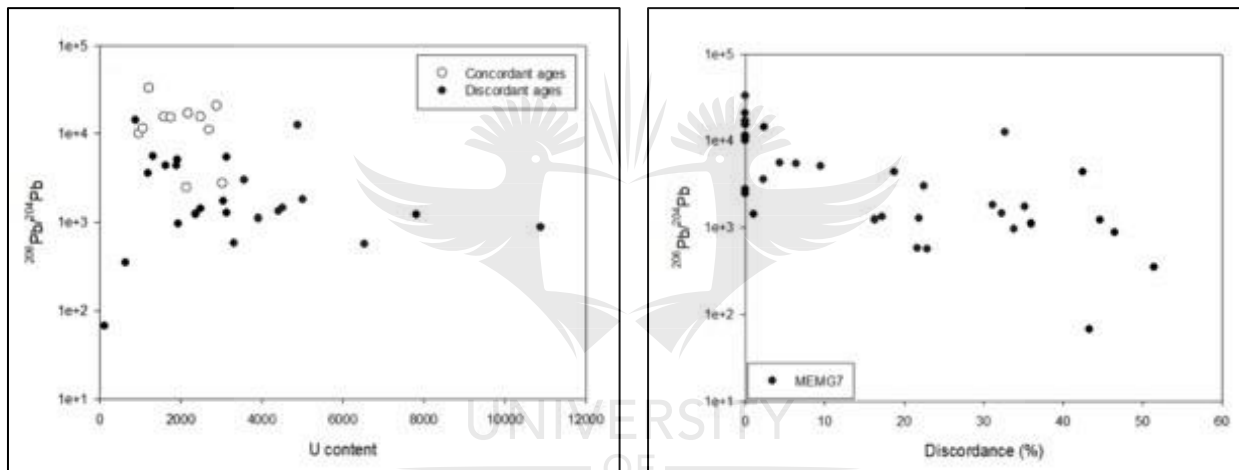 1e+5
1e+4
1e+3
1e+2
1e+1
²⁰⁶Pb/²⁰⁴Pb
Concordant ages
Discordant ages
0 2000 4000 6000 8000 10000 12000
U content
1e+5
1e+4
1e+3
1e+2
1e+1
²⁰⁶Pb/²⁰⁴Pb
MEMG7
0 10 20 30 40 50 60
Discordance (%)
UNIVERSITY
OF